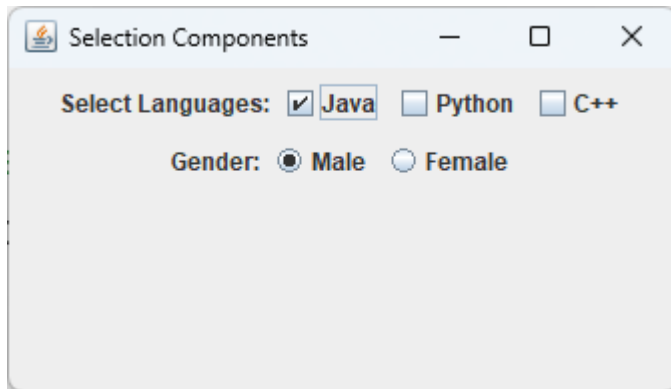 Selection Components
Select Languages: Java Python C++
Gender: Male Female